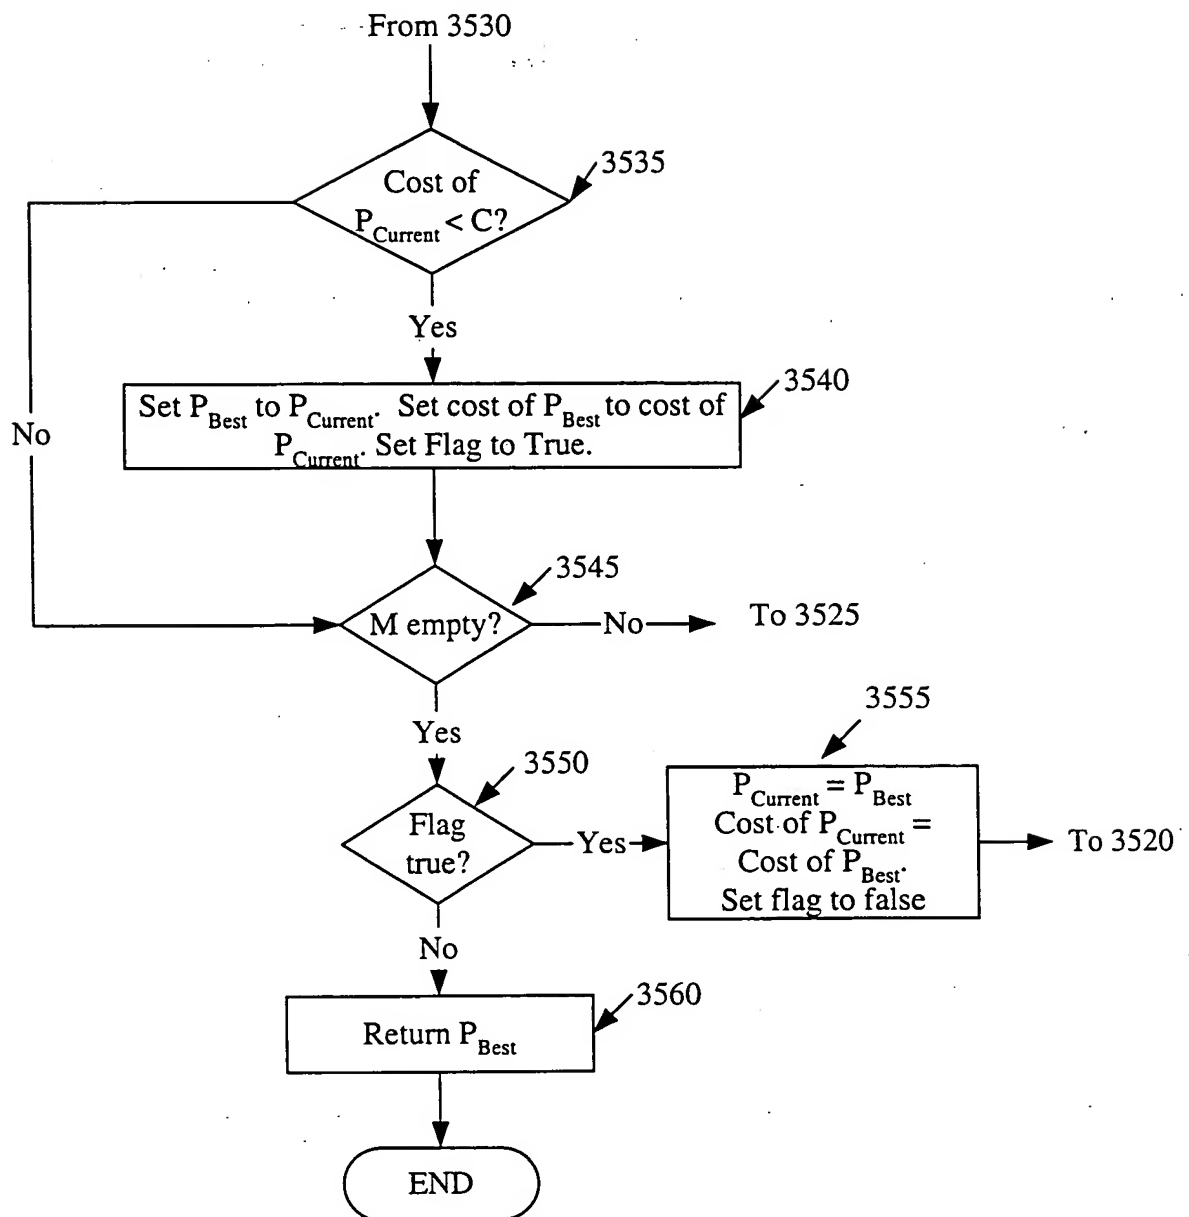 From 3530
3535
Cost of
P_Current < C?
Yes
3540
Set P_Best to P_Current. Set cost of P_Best to cost of
P_Current. Set Flag to True.
No
3545
M empty?
No
To 3525
Yes
3555
3550
P_Current = P_Best
Cost of P_Current =
Cost of P_Best.
Set flag to false
Flag
true?
Yes
To 3520
No
3560
Return P_Best
END